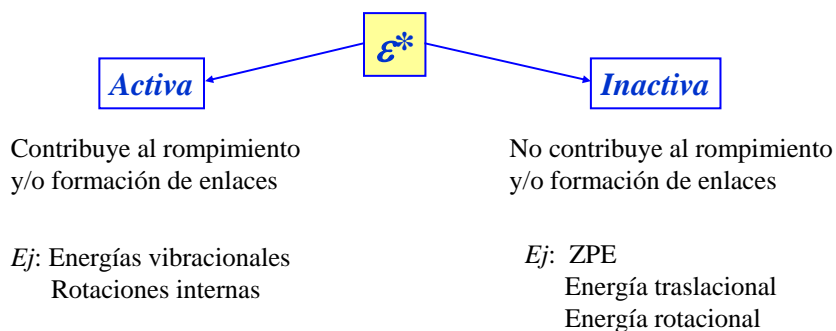 ε*
Activa
Inactiva
Contribuye al rompimiento
y/o formación de enlaces
No contribuye al rompimiento
y/o formación de enlaces
Ej: Energías vibracionales
Rotaciones internas
Ej: ZPE
Energía traslacional
Energía rotacional